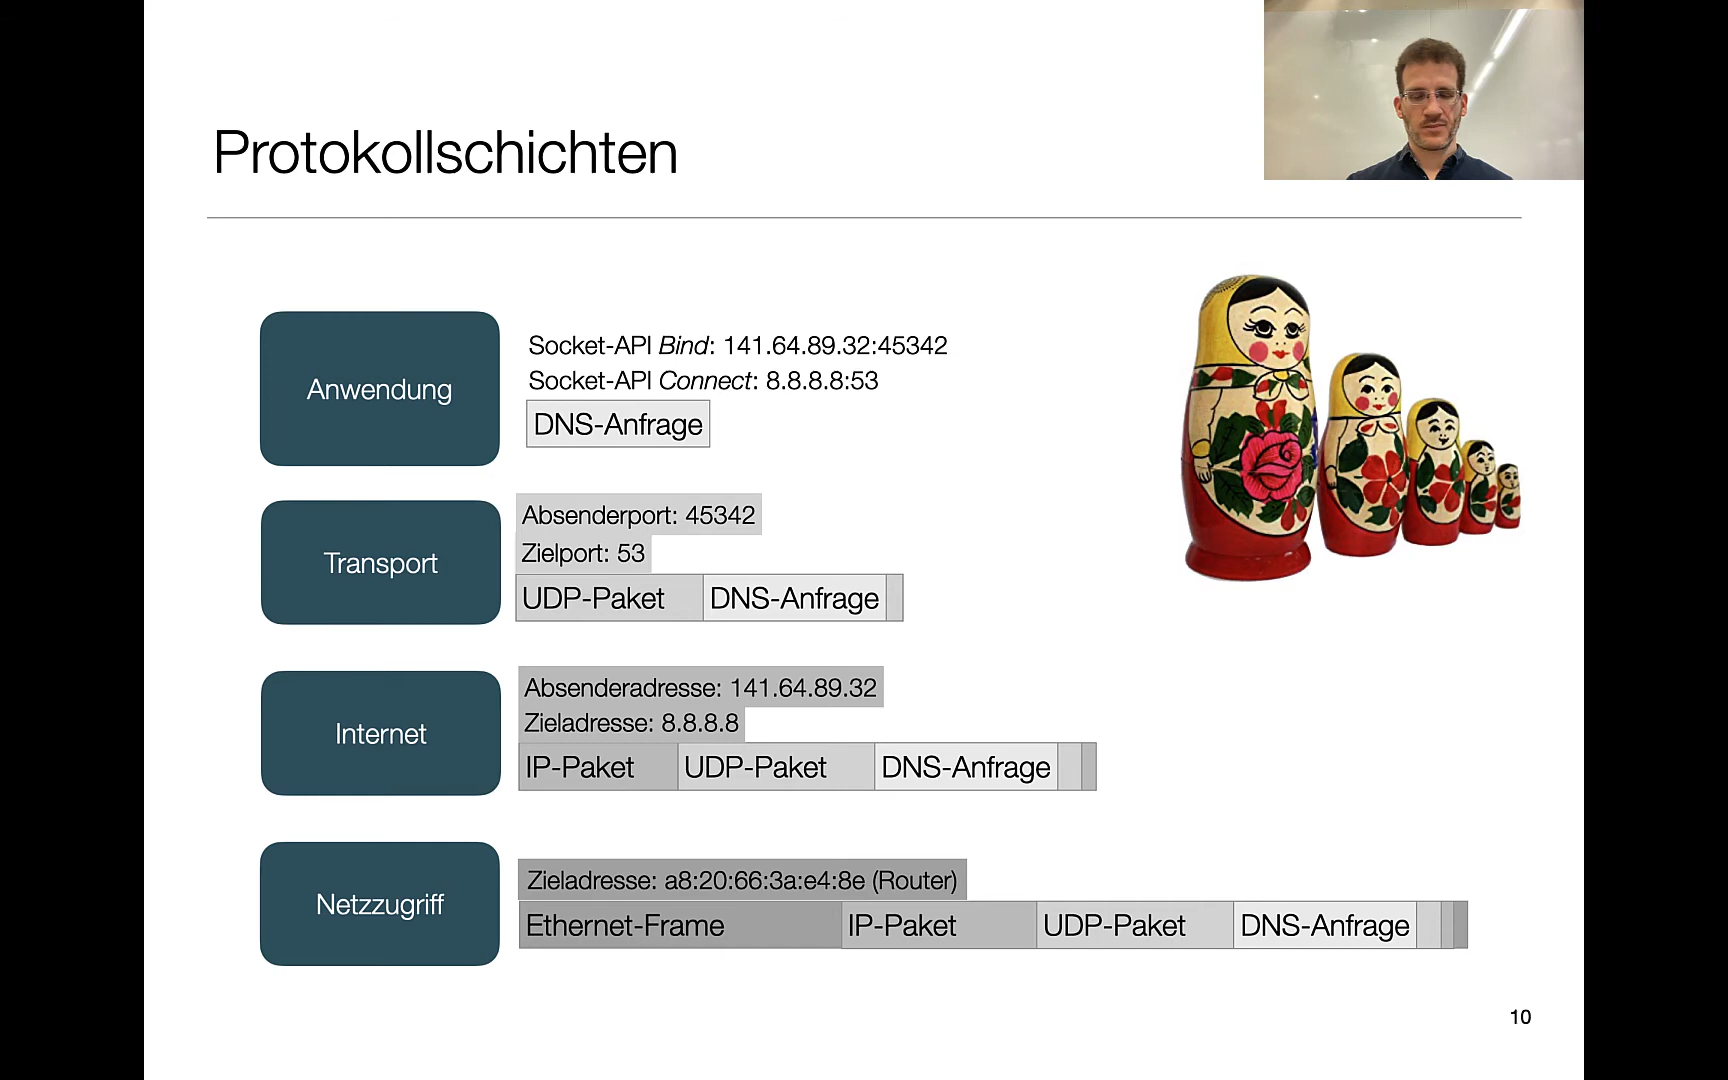 Protokollschichten
Anwendung
Socket-API Bind: 141.64.89.32:45342
Socket-API Connect: 8.8.8.8:53
DNS-Anfrage
Transport
Absenderport: 45342
Zielport: 53
UDP-Paket DNS-Anfrage
Internet
Absenderadresse: 141.64.89.32
Zieladresse: 8.8.8.8
IP-Paket UDP-Paket DNS-Anfrage
Netzzugriff
Zieladresse: a8:20:66:3a:e4:8e (Router)
Ethernet-Frame IP-Paket UDP-Paket DNS-Anfrage
10